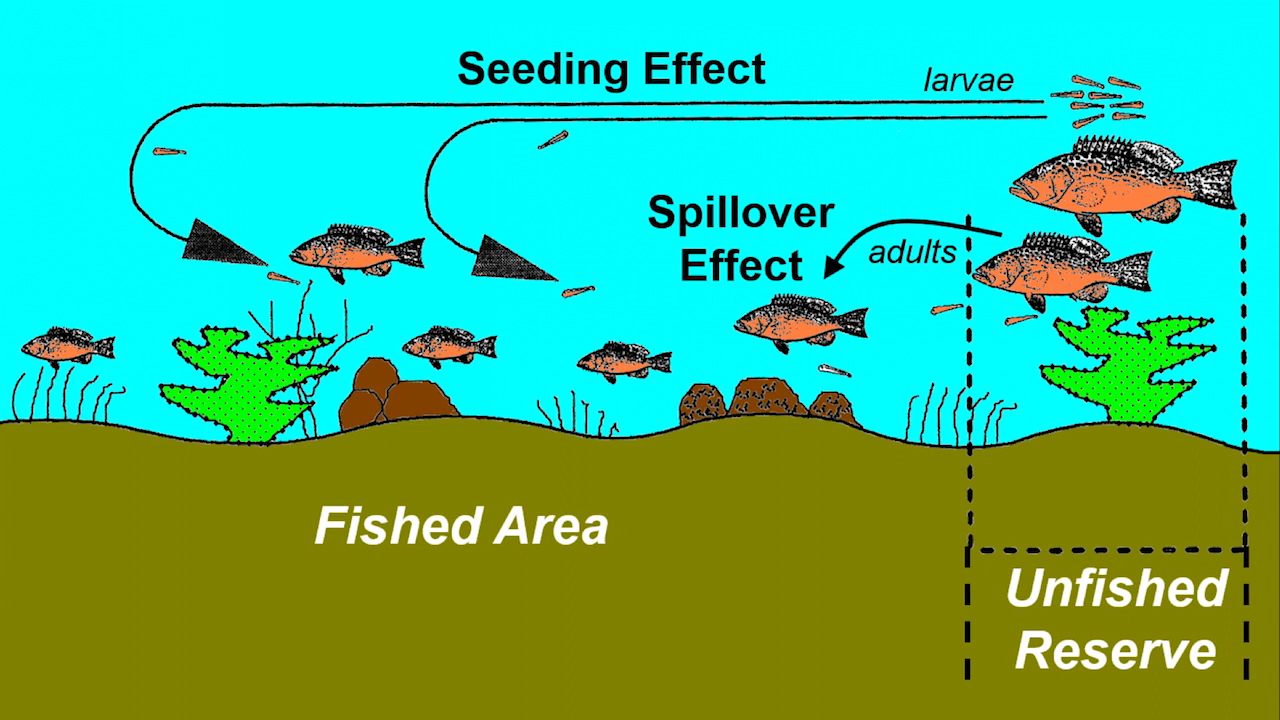 Seeding Effect
larvae
Spillover
Effect
adults
Fished Area
Unfished
Reserve